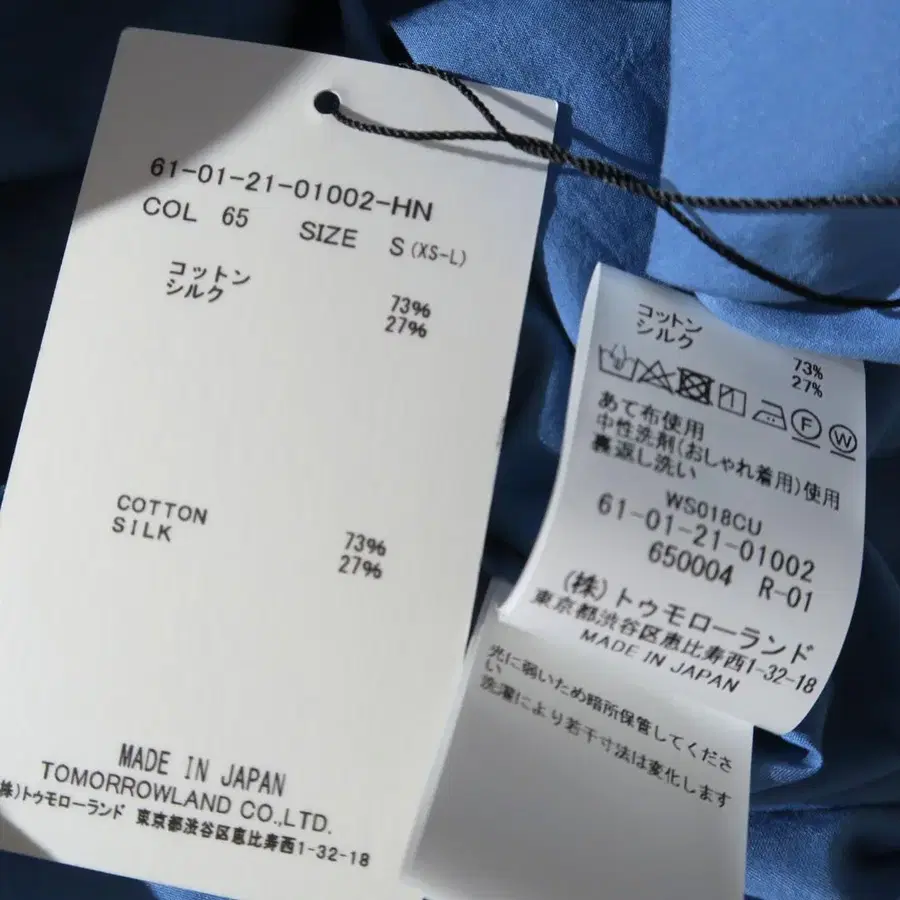 61-01-21-01002-HN
COL 65 SIZE S (XS-L)
コットン 73%
シルク 27%
COTTON 73%
SILK 27%
MADE IN JAPAN
TOMORROWLAND CO.,LTD.
(株)トゥモローランド 東京都渋谷区恵比寿西1-32-18
コットン 73%
シルク 27%
F W
あて布使用
中性洗剤(おしゃれ着用)使用
裏返し洗い
WS018CU
61-01-21-01002
650004 R-01
(株)トゥモローランド
東京都渋谷区恵比寿西1-32-18
MADE IN JAPAN
光に弱いため暗所保管してくださ
い
洗濯により若干寸法は変化します